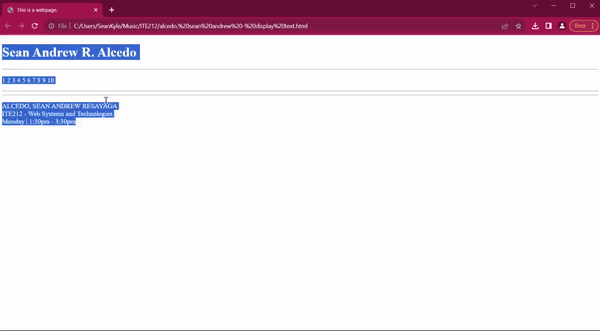 This is a webpage.
File | C:/Users/SeanKyle/Music/ITE212/alcedo,%20sean%20andrew%20-%20display%20text.html
Error
Sean Andrew R. Alcedo
1 2 3 4 5 6 7 8 9 10
ALCEDO, SEAN ANDREW RESAYAGA
ITE212 - Web Systems and Technologies
Monday | 1:30pm - 3:30pm